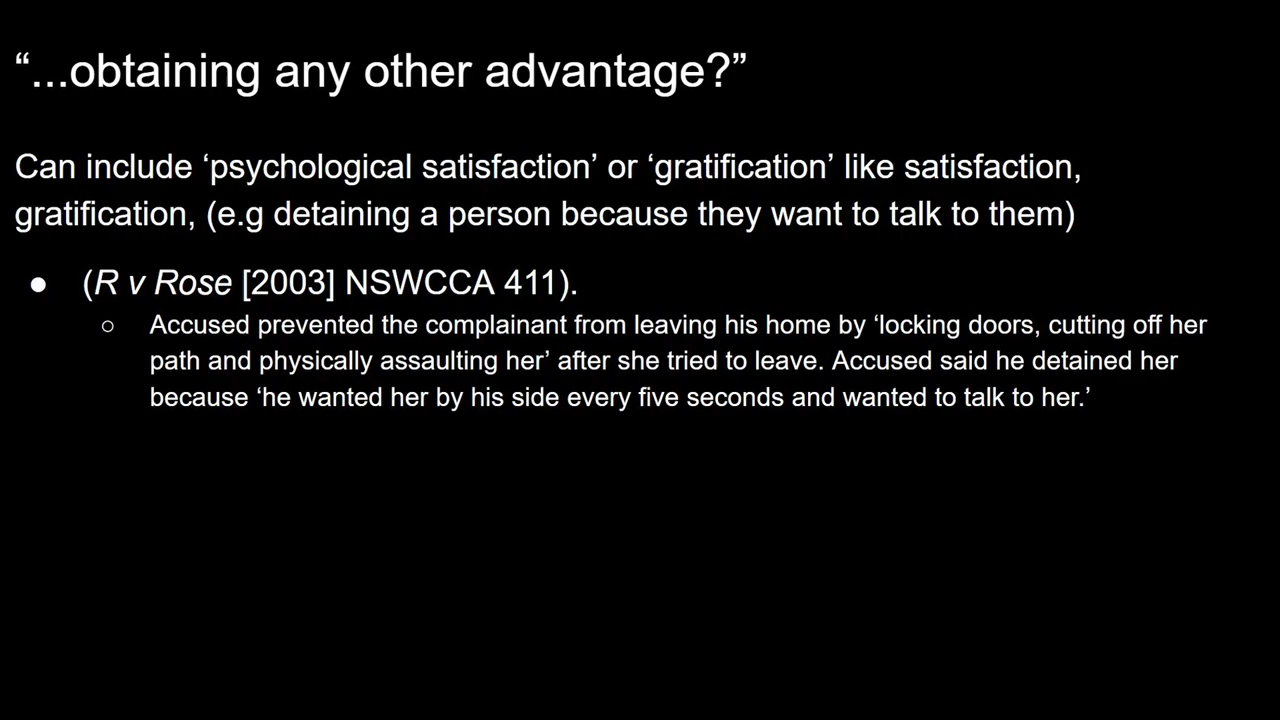 “...obtaining any other advantage?”
Can include ‘psychological satisfaction’ or ‘gratification’ like satisfaction,
gratification, (e.g detaining a person because they want to talk to them)
● (R v Rose [2003] NSWCCA 411).
○ Accused prevented the complainant from leaving his home by ‘locking doors, cutting off her
path and physically assaulting her’ after she tried to leave. Accused said he detained her
because ‘he wanted her by his side every five seconds and wanted to talk to her.’